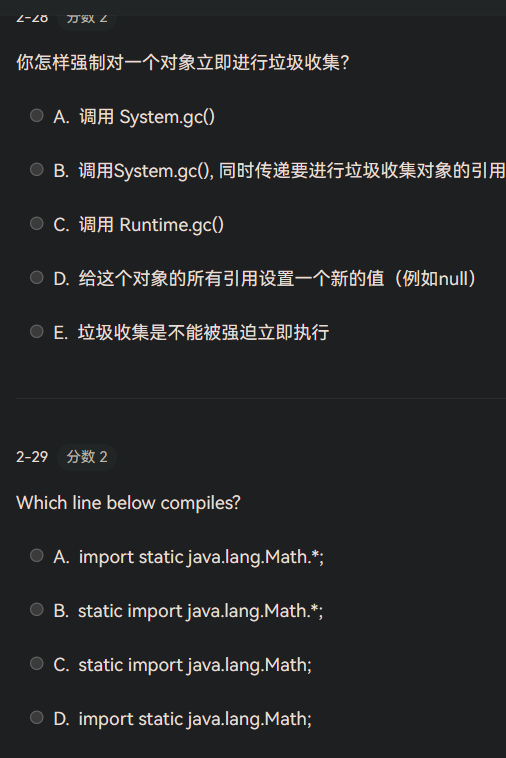 2-28 分数 2
你怎样强制对一个对象立即进行垃圾收集?
A. 调用 System.gc()
B. 调用System.gc(), 同时传递要进行垃圾收集对象的引用
C. 调用 Runtime.gc()
D. 给这个对象的所有引用设置一个新的值（例如null）
E. 垃圾收集是不能被强迫立即执行
2-29 分数 2
Which line below compiles?
A. import static java.lang.Math.*;
B. static import java.lang.Math.*;
C. static import java.lang.Math;
D. import static java.lang.Math;